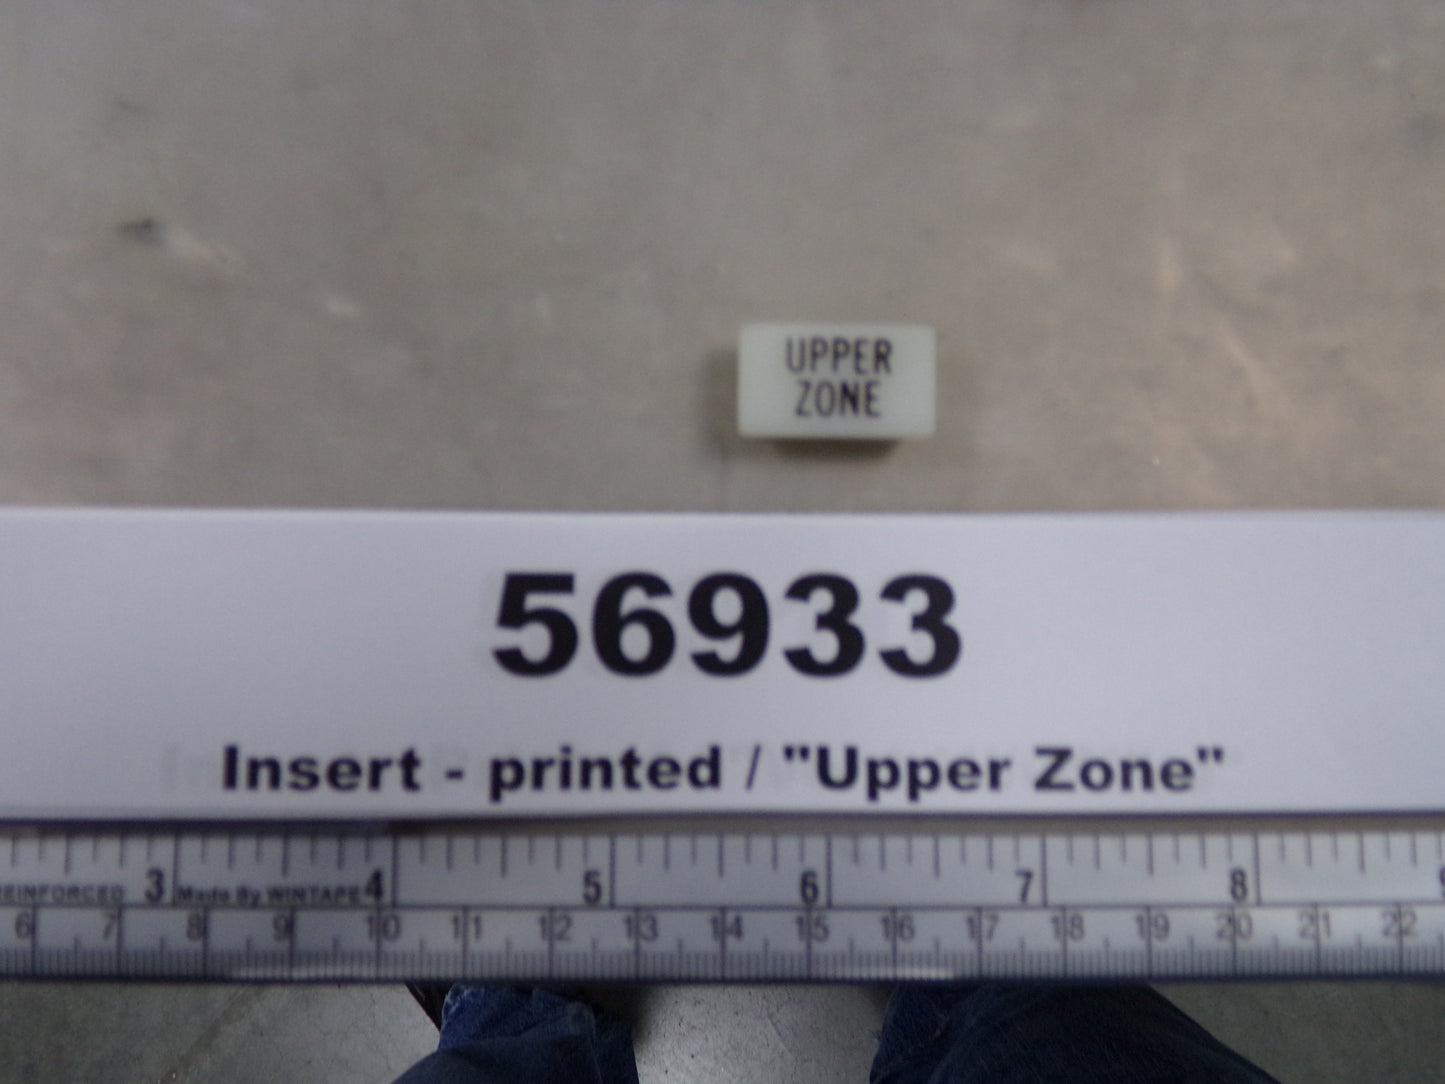 UPPER
ZONE
56933
Insert - printed / "Upper Zone"
REINFORCED 3 Made By WINTAPE 4 5 6 7 8 9
6 7 8 9 10 11 12 13 14 15 16 17 18 19 20 21 22